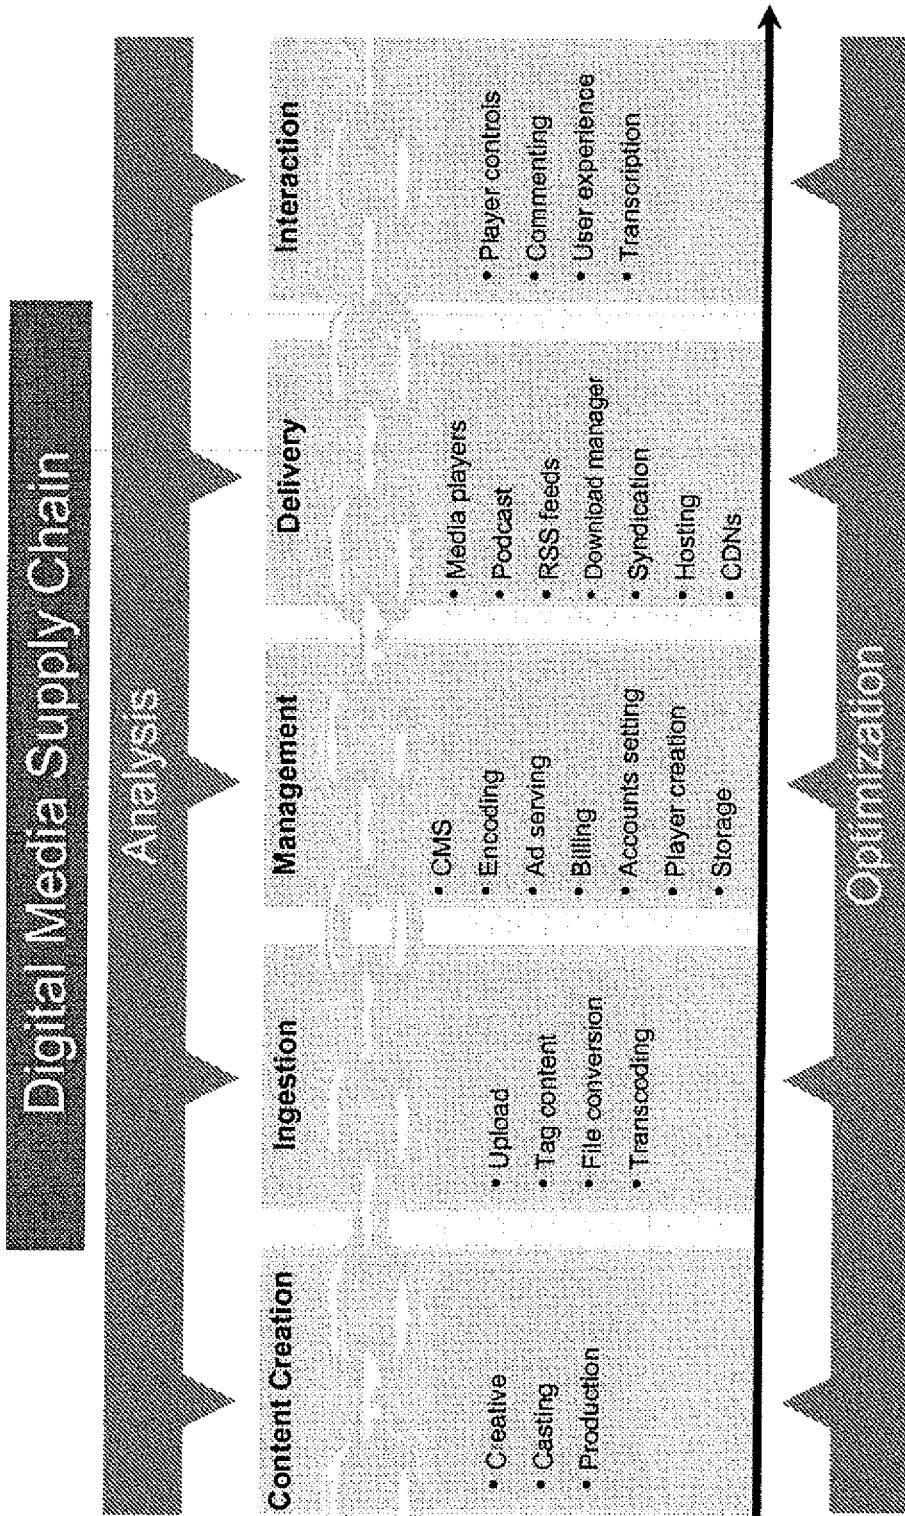 Digital Media Supply Chain
Analysis
Content Creation
• Creative
• Casting
• Production
Ingestion
• Upload
• Tag content
• File conversion
• Transcoding
Management
• CMS
• Encoding
• Ad serving
• Billing
• Accounts setting
• Player creation
• Storage
Delivery
• Media players
• Podcast
• RSS feeds
• Download manager
• Syndication
• Hosting
• CDNs
Interaction
• Player controls
• Commenting
• User experience
• Transcription
Optimization